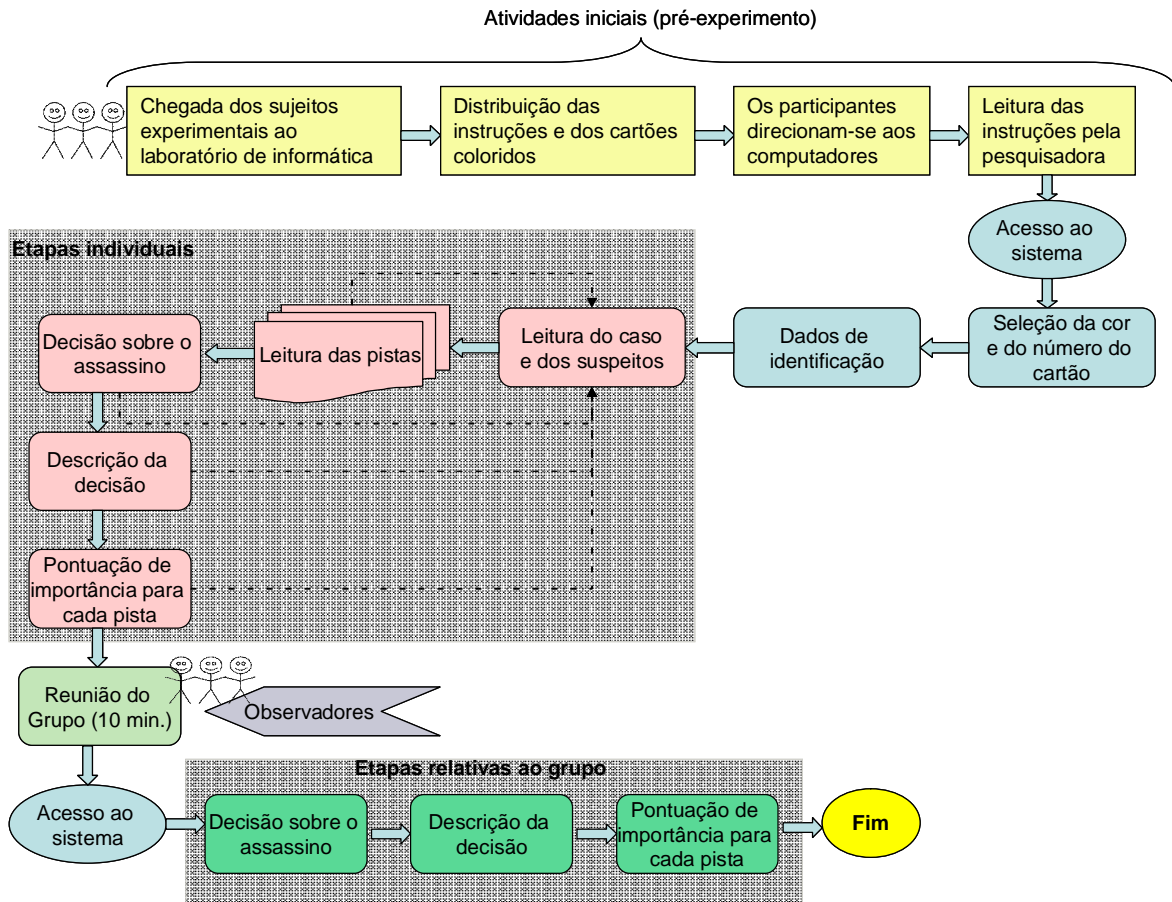 Atividades iniciais (pré-experimento)
Chegada dos sujeitos
experimentais ao
laboratório de informática
Distribuição das
instruções e dos cartões
coloridos
Os participantes
direcionam-se aos
computadores
Leitura das
instruções pela
pesquisadora
Acesso ao
sistema
Seleção da cor
e do número do
cartão
Dados de
identificação
Etapas individuais
Leitura do caso
e dos suspeitos
Leitura das pistas
Decisão sobre o
assassino
Descrição da
decisão
Pontuação de
importância para
cada pista
Reunião do
Grupo (10 min.)
Observadores
Acesso ao
sistema
Etapas relativas ao grupo
Decisão sobre o
assassino
Descrição da
decisão
Pontuação de
importância para
cada pista
Fim